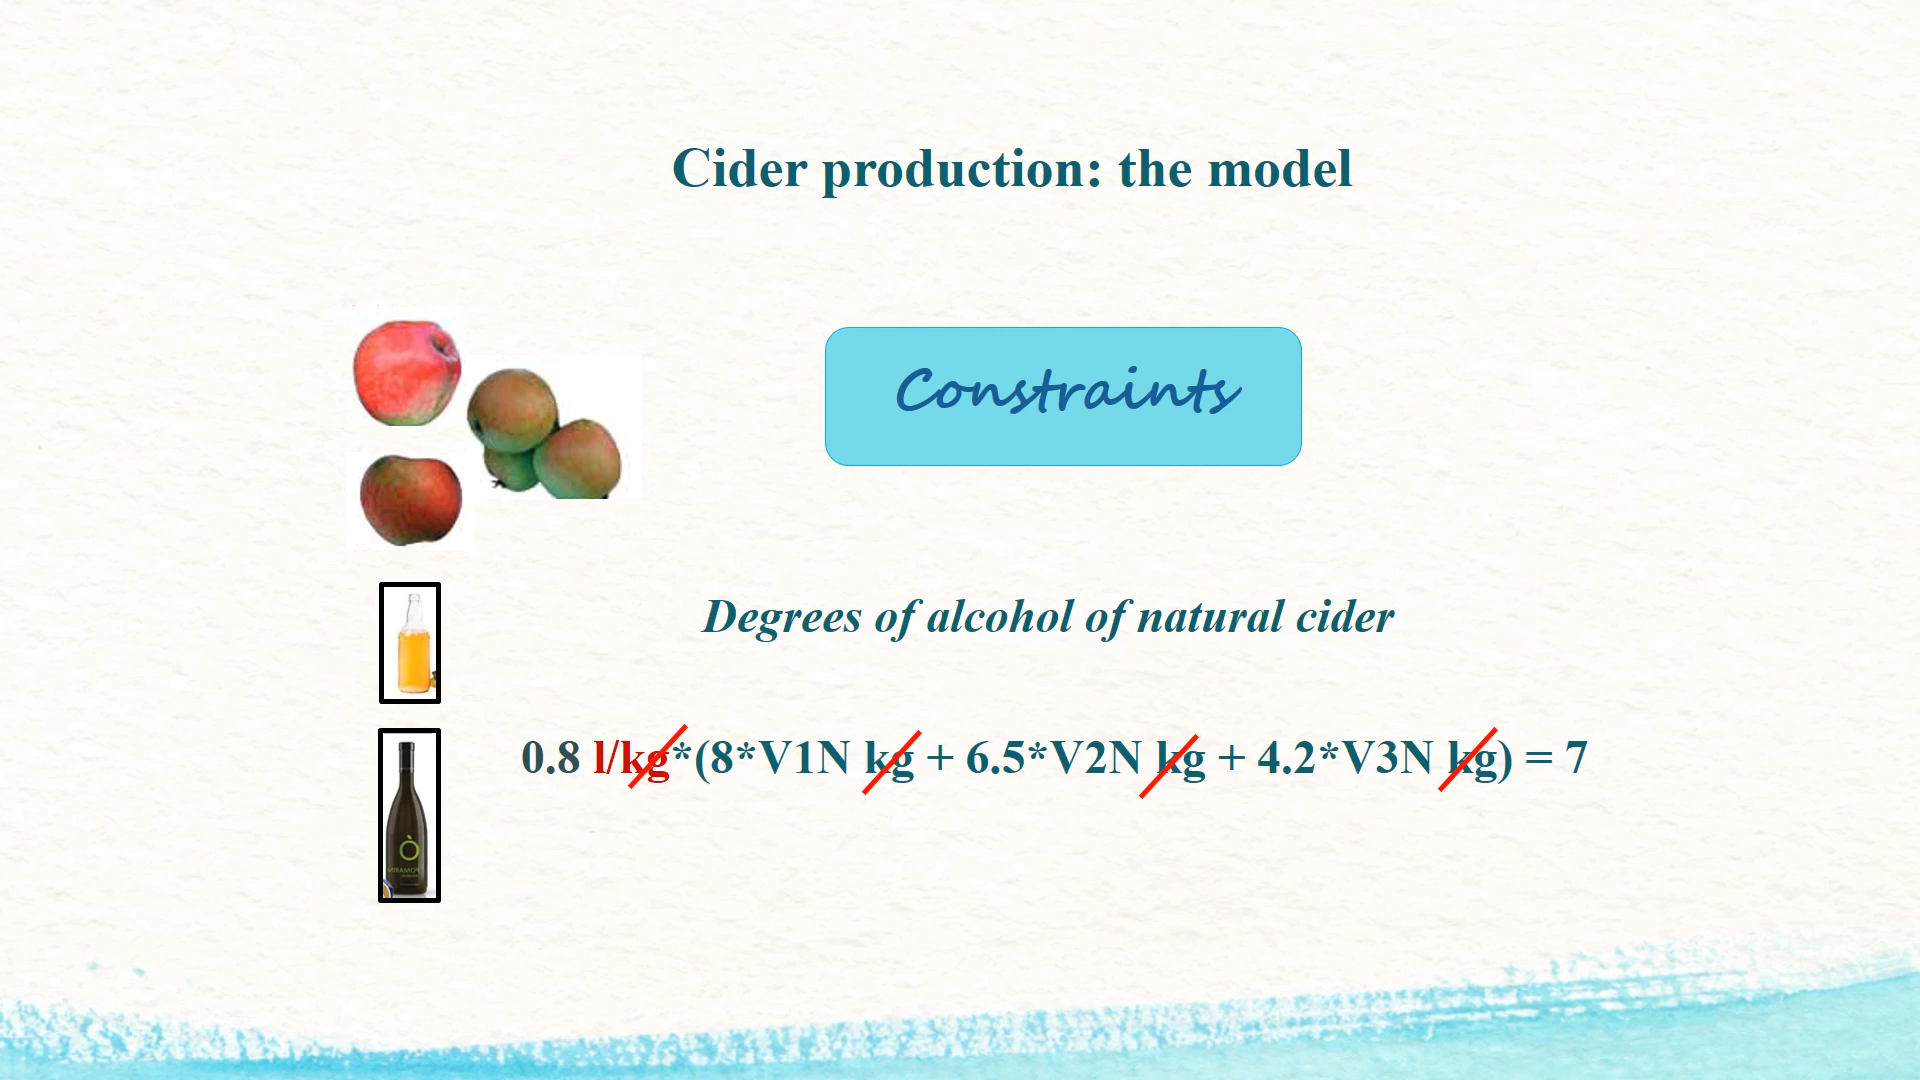 Cider production: the model
Constraints
Degrees of alcohol of natural cider
0.8 l/kg*(8*V1N kg + 6.5*V2N kg + 4.2*V3N kg) = 7